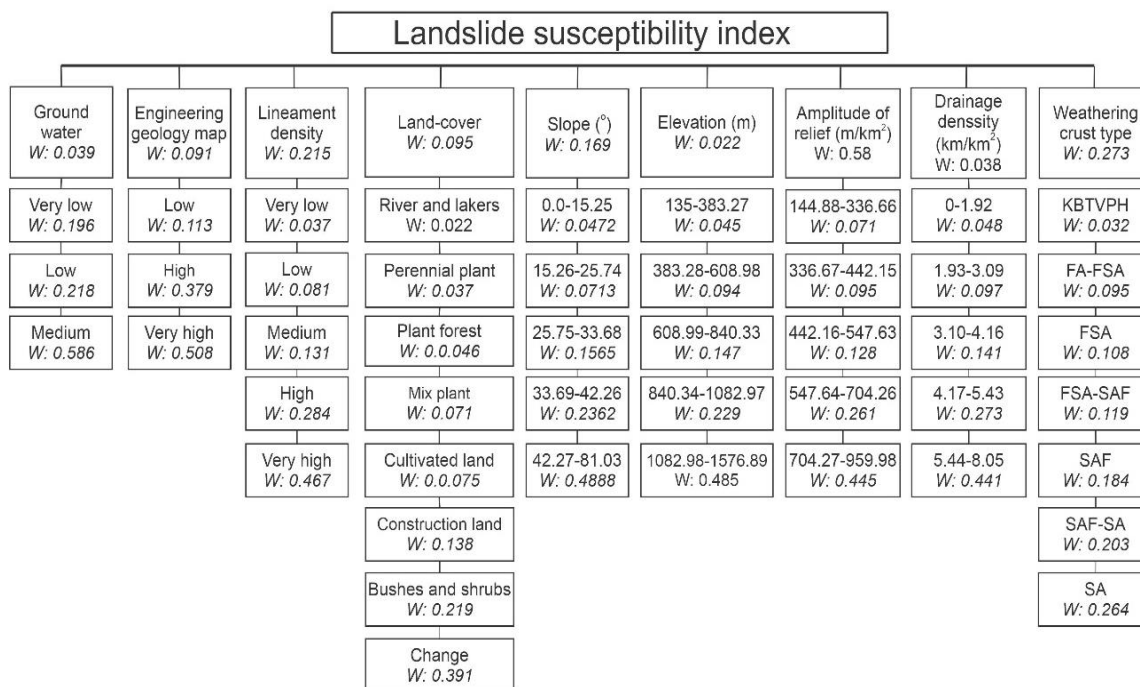 Landslide susceptibility index
Ground
water
W: 0.039
Very low
W: 0.196
Low
W: 0.218
Medium
W: 0.586
Engineering
geology map
W: 0.091
Low
W: 0.113
High
W: 0.379
Very high
W: 0.508
Lineament
density
W: 0.215
Very low
W: 0.037
Low
W: 0.081
Medium
W: 0.131
High
W: 0.284
Very high
W: 0.467
Land-cover
W: 0.095
River and lakers
W: 0.022
Perennial plant
W: 0.037
Plant forest
W: 0.0.046
Mix plant
W: 0.071
Cultivated land
W: 0.0.075
Construction land
W: 0.138
Bushes and shrubs
W: 0.219
Change
W: 0.391
Slope (°)
W: 0.169
0.0-15.25
W: 0.0472
15.26-25.74
W: 0.0713
25.75-33.68
W: 0.1565
33.69-42.26
W: 0.2362
42.27-81.03
W: 0.4888
Elevation (m)
W: 0.022
135-383.27
W: 0.045
383.28-608.98
W: 0.094
608.99-840.33
W: 0.147
840.34-1082.97
W: 0.229
1082.98-1576.89
W: 0.485
Amplitude of
relief (m/km²)
W: 0.58
144.88-336.66
W: 0.071
336.67-442.15
W: 0.095
442.16-547.63
W: 0.128
547.64-704.26
W: 0.261
704.27-959.98
W: 0.445
Drainage
denssity
(km/km²)
W: 0.038
0-1.92
W: 0.048
1.93-3.09
W: 0.097
3.10-4.16
W: 0.141
4.17-5.43
W: 0.273
5.44-8.05
W: 0.441
Weathering
crust type
W: 0.273
KBTVPH
W: 0.032
FA-FSA
W: 0.095
FSA
W: 0.108
FSA-SAF
W: 0.119
SAF
W: 0.184
SAF-SA
W: 0.203
SA
W: 0.264